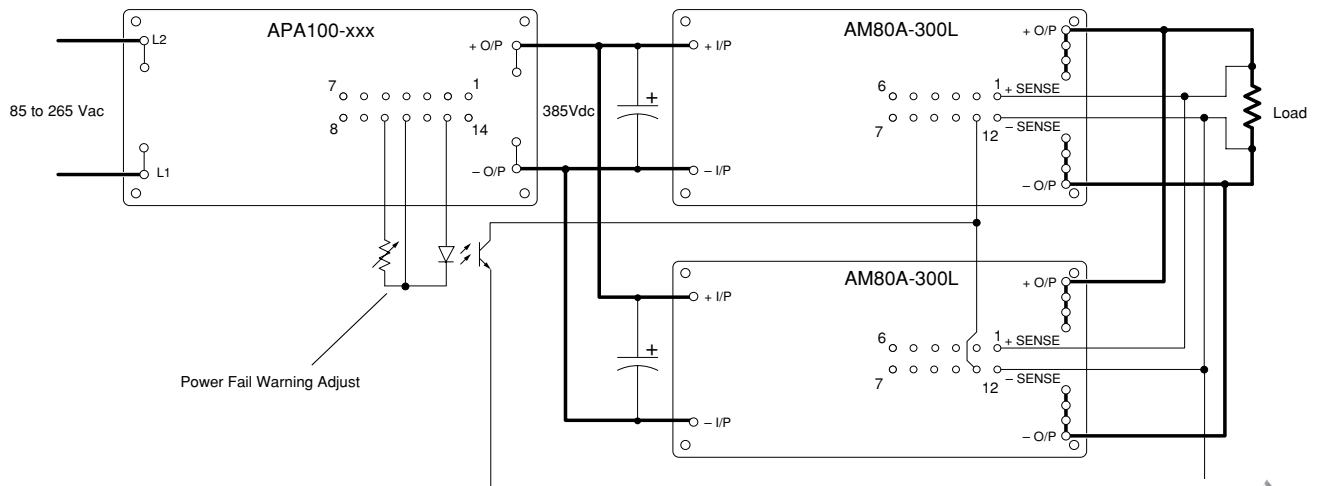 APA100-xxx
AM80A-300L
L2
+ O/P
+ I/P
+ O/P
7
1
6
1
+ SENSE
85 to 265 Vac
385Vdc
+
Load
8
14
7
12
– SENSE
L1
– O/P
– I/P
– O/P
AM80A-300L
+ I/P
+ O/P
6
1
+ SENSE
+
Power Fail Warning Adjust
7
12
– SENSE
– I/P
– O/P